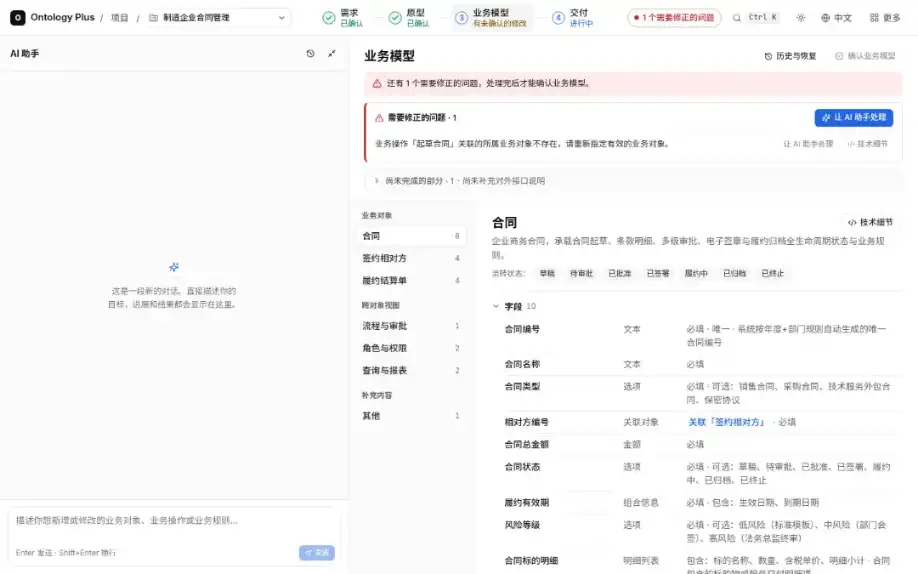 Ontology Plus / 项目 / 制造企业合同管理
需求
已确认
原型
已确认
3 业务模型
有未确认的修改
4 交付
进行中
1 个需要修正的问题
Ctrl K
中文
更多
AI 助手
这是一段新的对话。直接描述你的
目标，进展和结果都会显示在这里。
描述你想新增或修改的业务对象、业务操作或业务规则...
Enter 发送 · Shift+Enter 换行
发送
业务模型
历史与恢复
确认业务模型
还有 1 个需要修正的问题，处理完后才能确认业务模型。
需要修正的问题 · 1
让 AI 助手处理
业务操作「起草合同」关联的所属业务对象不存在，请重新指定有效的业务对象。
让 AI 助手处理
技术细节
尚未完成的部分 · 1 · 尚未补充对外接口说明
业务对象
合同 8
签约相对方 4
履约结算单 4
跨对象视图
流程与审批 1
角色与权限 2
查询与报表 2
补充内容
其他 1
合同
技术细节
企业商务合同，承载合同起草、条款明细、多级审批、电子签章与履约归档全生命周期状态与业务规
则。
流转状态： 草稿 待审批 已批准 已签署 履约中 已归档 已终止
字段 10
合同编号 文本 必填 · 唯一 · 系统按年度+部门规则自动生成的唯一
合同编号
合同名称 文本 必填
合同类型 选项 必填 · 可选：销售合同、采购合同、技术服务外包合
同、保密协议
相对方编号 关联对象 关联「签约相对方」 · 必填
合同总金额 金额 必填
合同状态 选项 必填 · 可选：草稿、待审批、已批准、已签署、履约
中、已归档、已终止
履约有效期 组合信息 必填 · 包含：生效日期、到期日期
风险等级 选项 必填 · 可选：低风险（标准模板）、中风险（部门会
签）、高风险（法务总监终审）
合同标的明细 明细列表 包含：标的名称、数量、含税单价、明细小计 · 合同